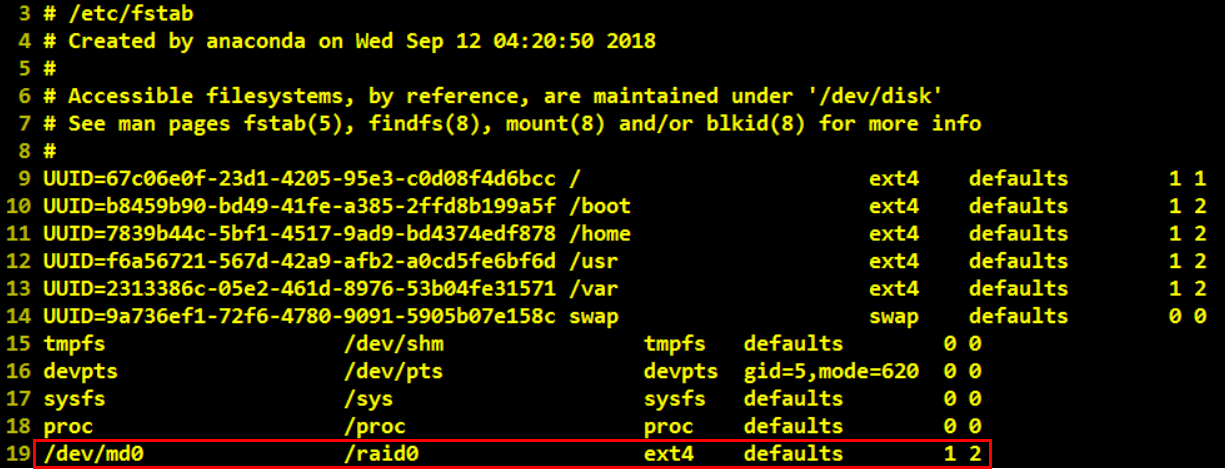 3 # /etc/fstab
4 # Created by anaconda on Wed Sep 12 04:20:50 2018
5 #
6 # Accessible filesystems, by reference, are maintained under '/dev/disk'
7 # See man pages fstab(5), findfs(8), mount(8) and/or blkid(8) for more info
8 #
9 UUID=67c06e0f-23d1-4205-95e3-c0d08f4d6bcc / ext4 defaults 1 1
10 UUID=b8459b90-bd49-41fe-a385-2ffd8b199a5f /boot ext4 defaults 1 2
11 UUID=7839b44c-5bf1-4517-9ad9-bd4374edf878 /home ext4 defaults 1 2
12 UUID=f6a56721-567d-42a9-afb2-a0cd5fe6bf6d /usr ext4 defaults 1 2
13 UUID=2313386c-05e2-461d-8976-53b04fe31571 /var ext4 defaults 1 2
14 UUID=9a736ef1-72f6-4780-9091-5905b07e158c swap swap defaults 0 0
15 tmpfs /dev/shm tmpfs defaults 0 0
16 devpts /dev/pts devpts gid=5,mode=620 0 0
17 sysfs /sys sysfs defaults 0 0
18 proc /proc proc defaults 0 0
19 /dev/md0 /raid0 ext4 defaults 1 2